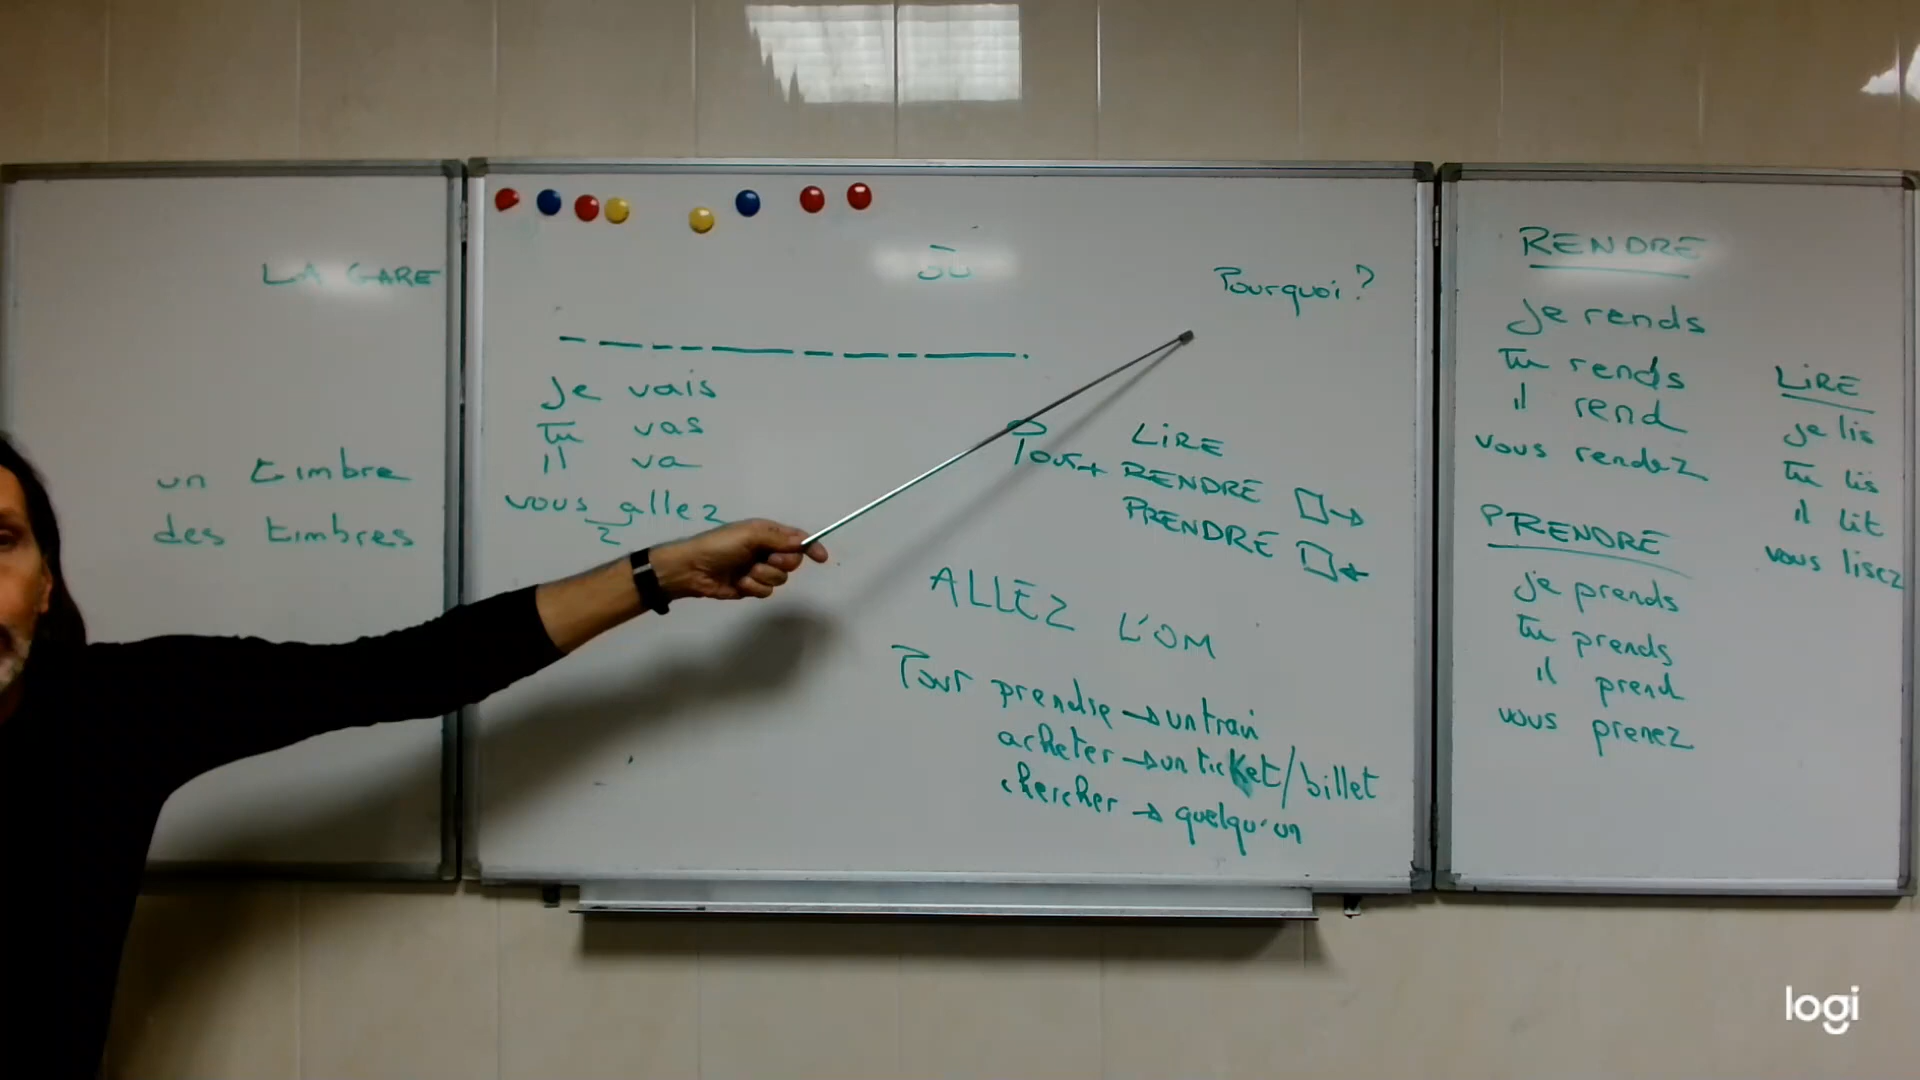 LA GARE
un timbre
des timbres
Pourquoi ?
je vais
tu vas
il va
vous allez
z
LIRE
Pour + RENDRE
PRENDRE
ALLEZ L'OM
Pour prendre → un train
acheter → un ticket/billet
chercher → quelqu'un
RENDRE
je rends
tu rends
il rend
vous rendez
PRENDRE
je prends
tu prends
il prend
vous prenez
LIRE
je lis
tu lis
il lit
vous lisez
logi